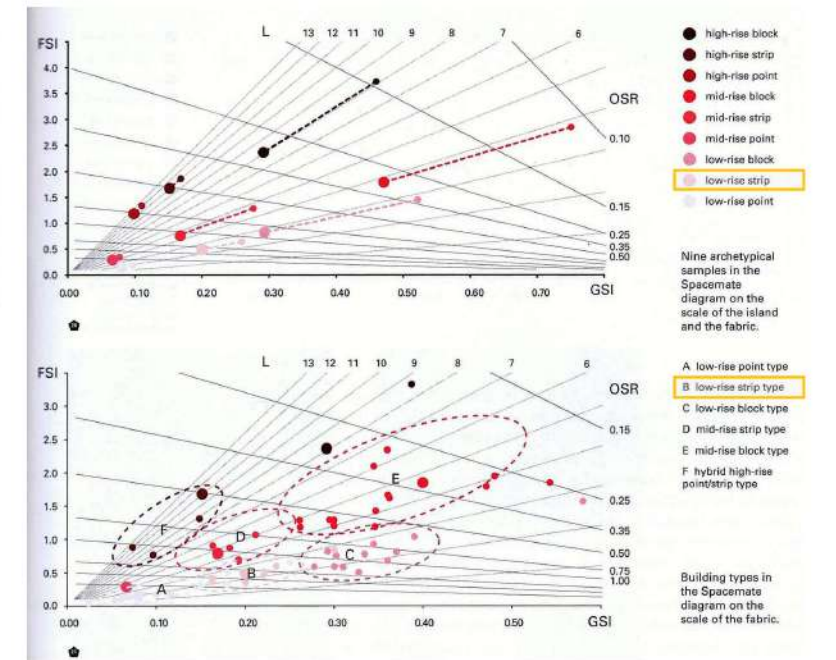 L 13 12 11 10 9 8 7 6
FSI
4.5
4.0
3.5
3.0
2.5
2.0
1.5
1.0
0.5
0.0
OSR
0.10
0.15
0.25
0.35
0.50
0.00 0.10 0.20 0.30 0.40 0.50 0.60 0.70 GSI
high-rise block
high-rise strip
high-rise point
mid-rise block
mid-rise strip
mid-rise point
low-rise block
low-rise strip
low-rise point
Nine archetypical
samples in the
Spacemate
diagram on the
scale of the island
and the fabric.
L 13 12 11 10 9 8 7 6
FSI
3.0
2.5
2.0
1.5
1.0
0.5
0.0
OSR
0.15
0.25
0.35
0.50
0.75
1.00
E
F
D
C
B
A
0.00 0.10 0.20 0.30 0.40 0.50 GSI
A low-rise point type
B low-rise strip type
C low-rise block type
D mid-rise strip type
E mid-rise block type
F hybrid high-rise
point/strip type
Building types in
the Spacemate
diagram on the
scale of the fabric.